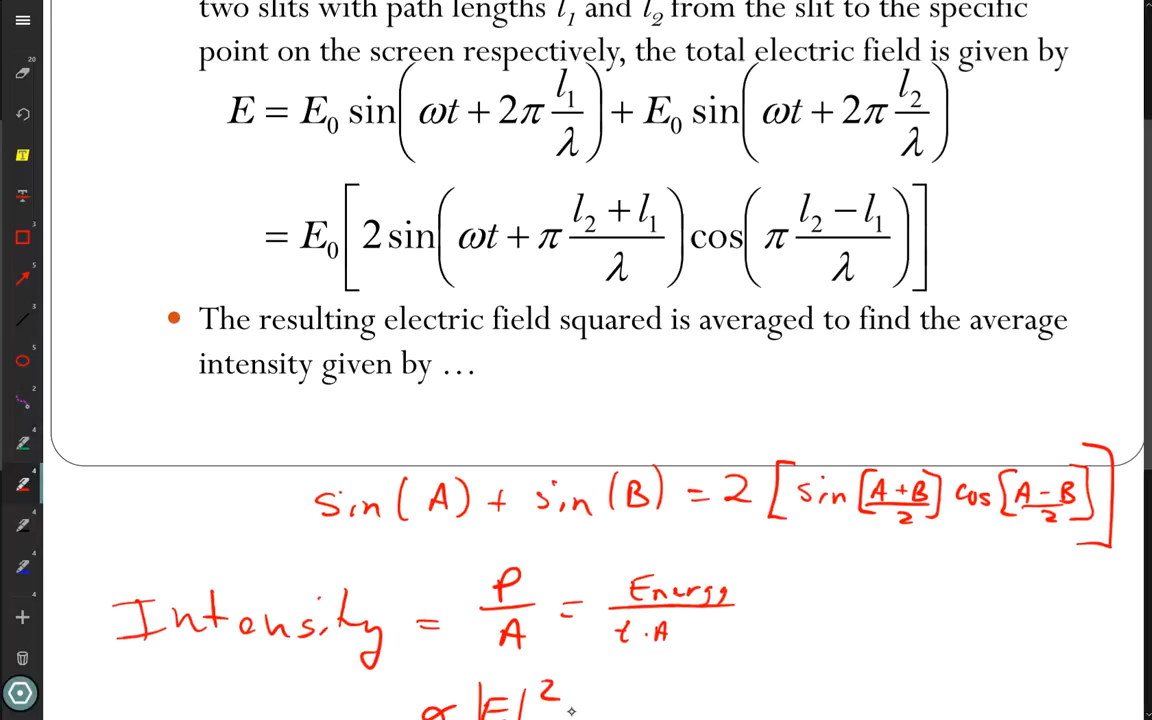 two slits with path lengths l₁ and l₂ from the slit to the specific
point on the screen respectively, the total electric field is given by
E = E₀ sin(ωt + 2π l₁/λ) + E₀ sin(ωt + 2π l₂/λ)
= E₀[2 sin(ωt + π (l₂ + l₁)/λ) cos(π (l₂ − l₁)/λ)]
• The resulting electric field squared is averaged to find the average
intensity given by …
sin(A) + sin(B) = 2[sin[(A+B)/2] cos[(A−B)/2]]
Intensity = P/A = Energy/(t·A)
∝ |E|²